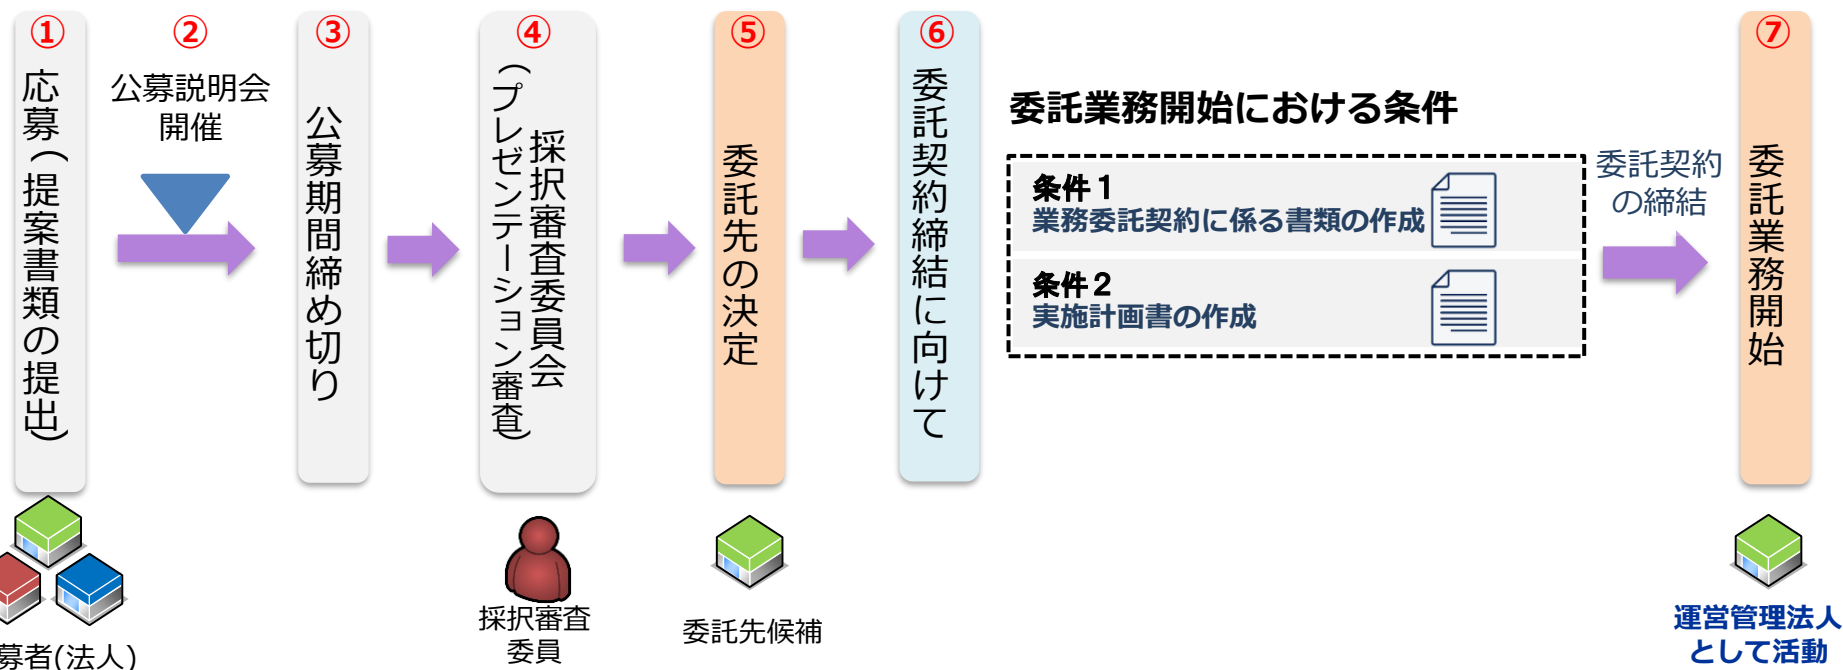 ①
応募（提案書類の提出）
②
公募説明会
開催
③
公募期間締め切り
④
採択審査委員会
（プレゼンテーション審査）
⑤
委託先の決定
⑥
委託契約締結に向けて
委託業務開始における条件
条件１
業務委託契約に係る書類の作成
条件２
実施計画書の作成
委託契約
の締結
⑦
委託業務開始
募者(法人)
採択審査
委員
委託先候補
運営管理法人
として活動